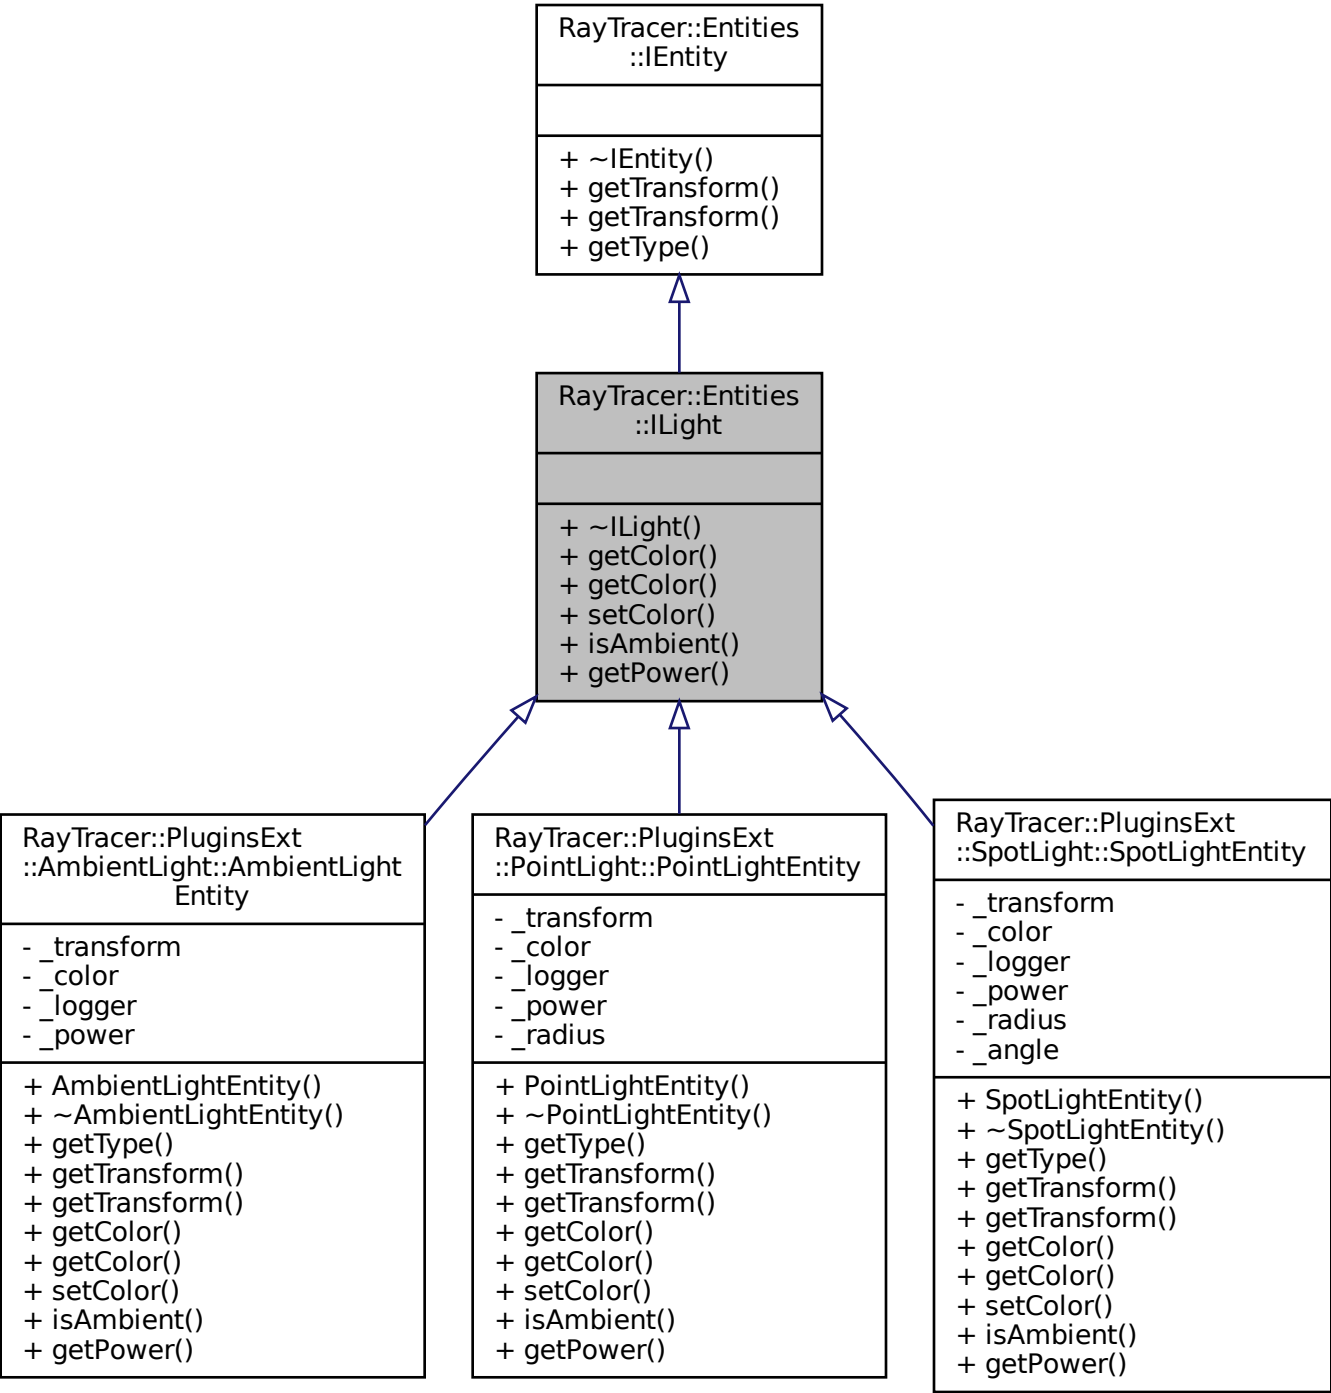 RayTracer::Entities
::IEntity
+ ~IEntity()
+ getTransform()
+ getTransform()
+ getType()
RayTracer::Entities
::ILight
+ ~ILight()
+ getColor()
+ getColor()
+ setColor()
+ isAmbient()
+ getPower()
RayTracer::PluginsExt
::AmbientLight::AmbientLight
Entity
- _transform
- _color
- _logger
- _power
+ AmbientLightEntity()
+ ~AmbientLightEntity()
+ getType()
+ getTransform()
+ getTransform()
+ getColor()
+ getColor()
+ setColor()
+ isAmbient()
+ getPower()
RayTracer::PluginsExt
::PointLight::PointLightEntity
- _transform
- _color
- _logger
- _power
- _radius
+ PointLightEntity()
+ ~PointLightEntity()
+ getType()
+ getTransform()
+ getTransform()
+ getColor()
+ getColor()
+ setColor()
+ isAmbient()
+ getPower()
RayTracer::PluginsExt
::SpotLight::SpotLightEntity
- _transform
- _color
- _logger
- _power
- _radius
- _angle
+ SpotLightEntity()
+ ~SpotLightEntity()
+ getType()
+ getTransform()
+ getTransform()
+ getColor()
+ getColor()
+ setColor()
+ isAmbient()
+ getPower()